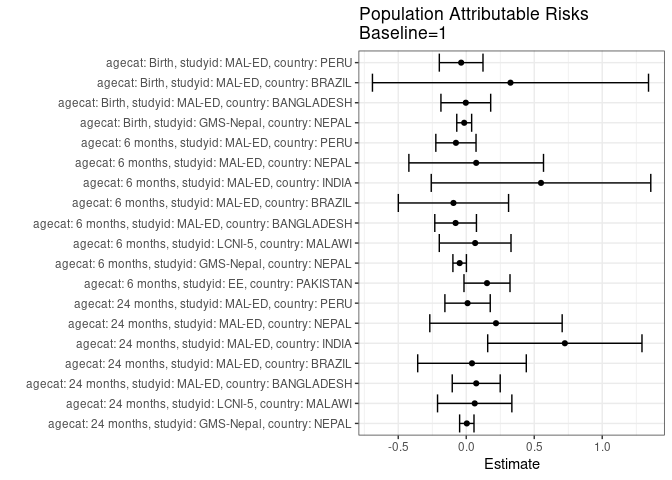 Population Attributable Risks
Baseline=1
agecat: Birth, studyid: MAL-ED, country: PERU
agecat: Birth, studyid: MAL-ED, country: BRAZIL
agecat: Birth, studyid: MAL-ED, country: BANGLADESH
agecat: Birth, studyid: GMS-Nepal, country: NEPAL
agecat: 6 months, studyid: MAL-ED, country: PERU
agecat: 6 months, studyid: MAL-ED, country: NEPAL
agecat: 6 months, studyid: MAL-ED, country: INDIA
agecat: 6 months, studyid: MAL-ED, country: BRAZIL
agecat: 6 months, studyid: MAL-ED, country: BANGLADESH
agecat: 6 months, studyid: LCNI-5, country: MALAWI
agecat: 6 months, studyid: GMS-Nepal, country: NEPAL
agecat: 6 months, studyid: EE, country: PAKISTAN
agecat: 24 months, studyid: MAL-ED, country: PERU
agecat: 24 months, studyid: MAL-ED, country: NEPAL
agecat: 24 months, studyid: MAL-ED, country: INDIA
agecat: 24 months, studyid: MAL-ED, country: BRAZIL
agecat: 24 months, studyid: MAL-ED, country: BANGLADESH
agecat: 24 months, studyid: LCNI-5, country: MALAWI
agecat: 24 months, studyid: GMS-Nepal, country: NEPAL
-0.5 0.0 0.5 1.0
Estimate